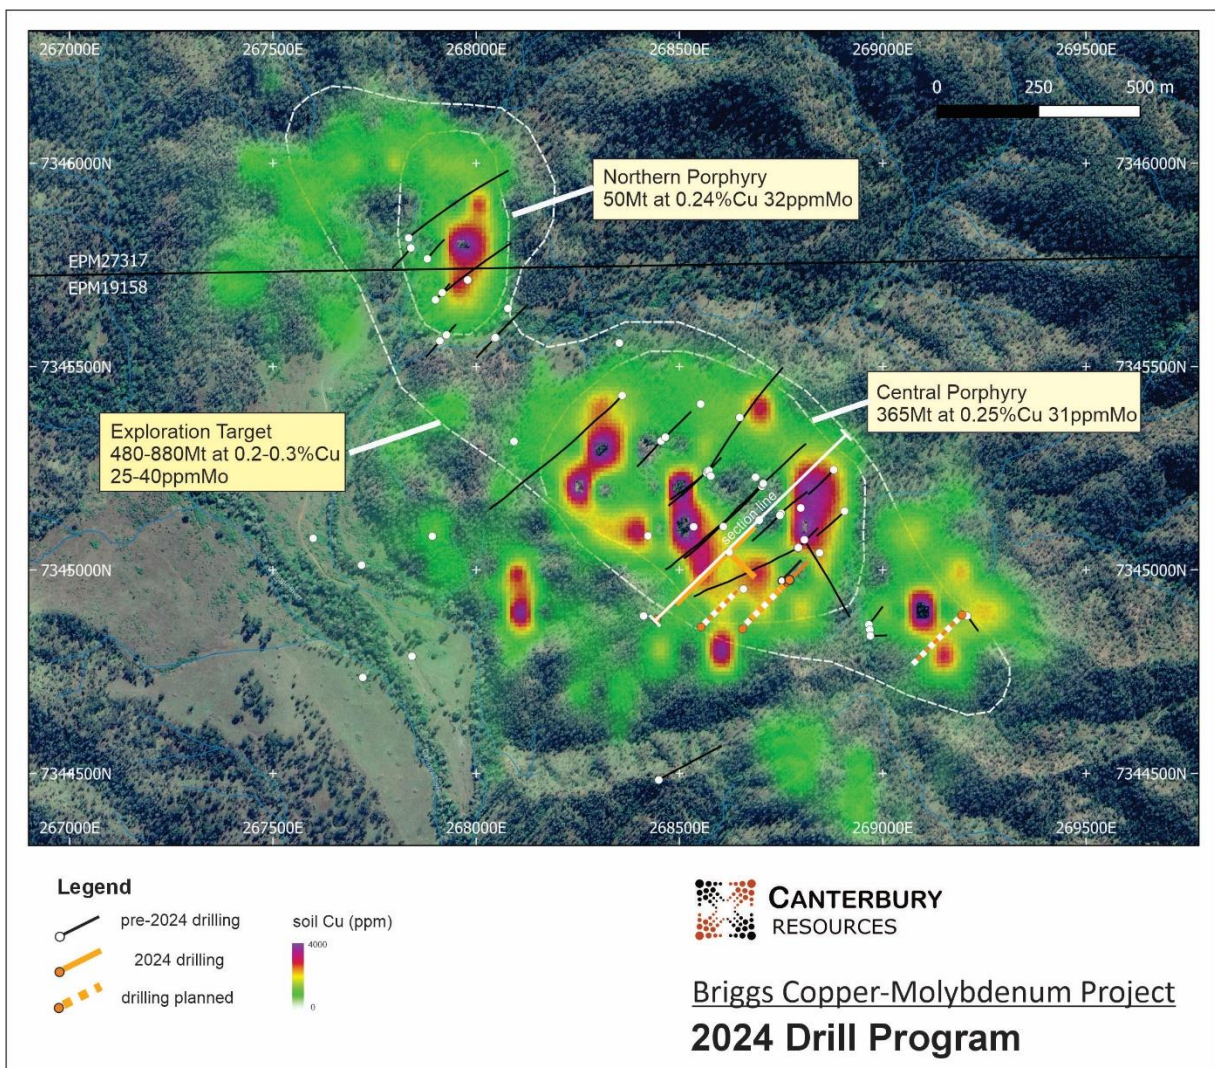 267000E 267500E 268000E 268500E 269000E 269500E
0 250 500 m
7346000N 7346000N
Northern Porphyry
50Mt at 0.24%Cu 32ppmMo
EPM27317
EPM19158
7345500N 7345500N
Central Porphyry
365Mt at 0.25%Cu 31ppmMo
Exploration Target
480-880Mt at 0.2-0.3%Cu
25-40ppmMo
section line
7345000N 7345000N
7344500N 7344500N
267000E 267500E 268000E 268500E 269000E 269500E
Legend
pre-2024 drilling
2024 drilling
drilling planned
soil Cu (ppm)
4000
0
CANTERBURY
RESOURCES
Briggs Copper-Molybdenum Project
2024 Drill Program